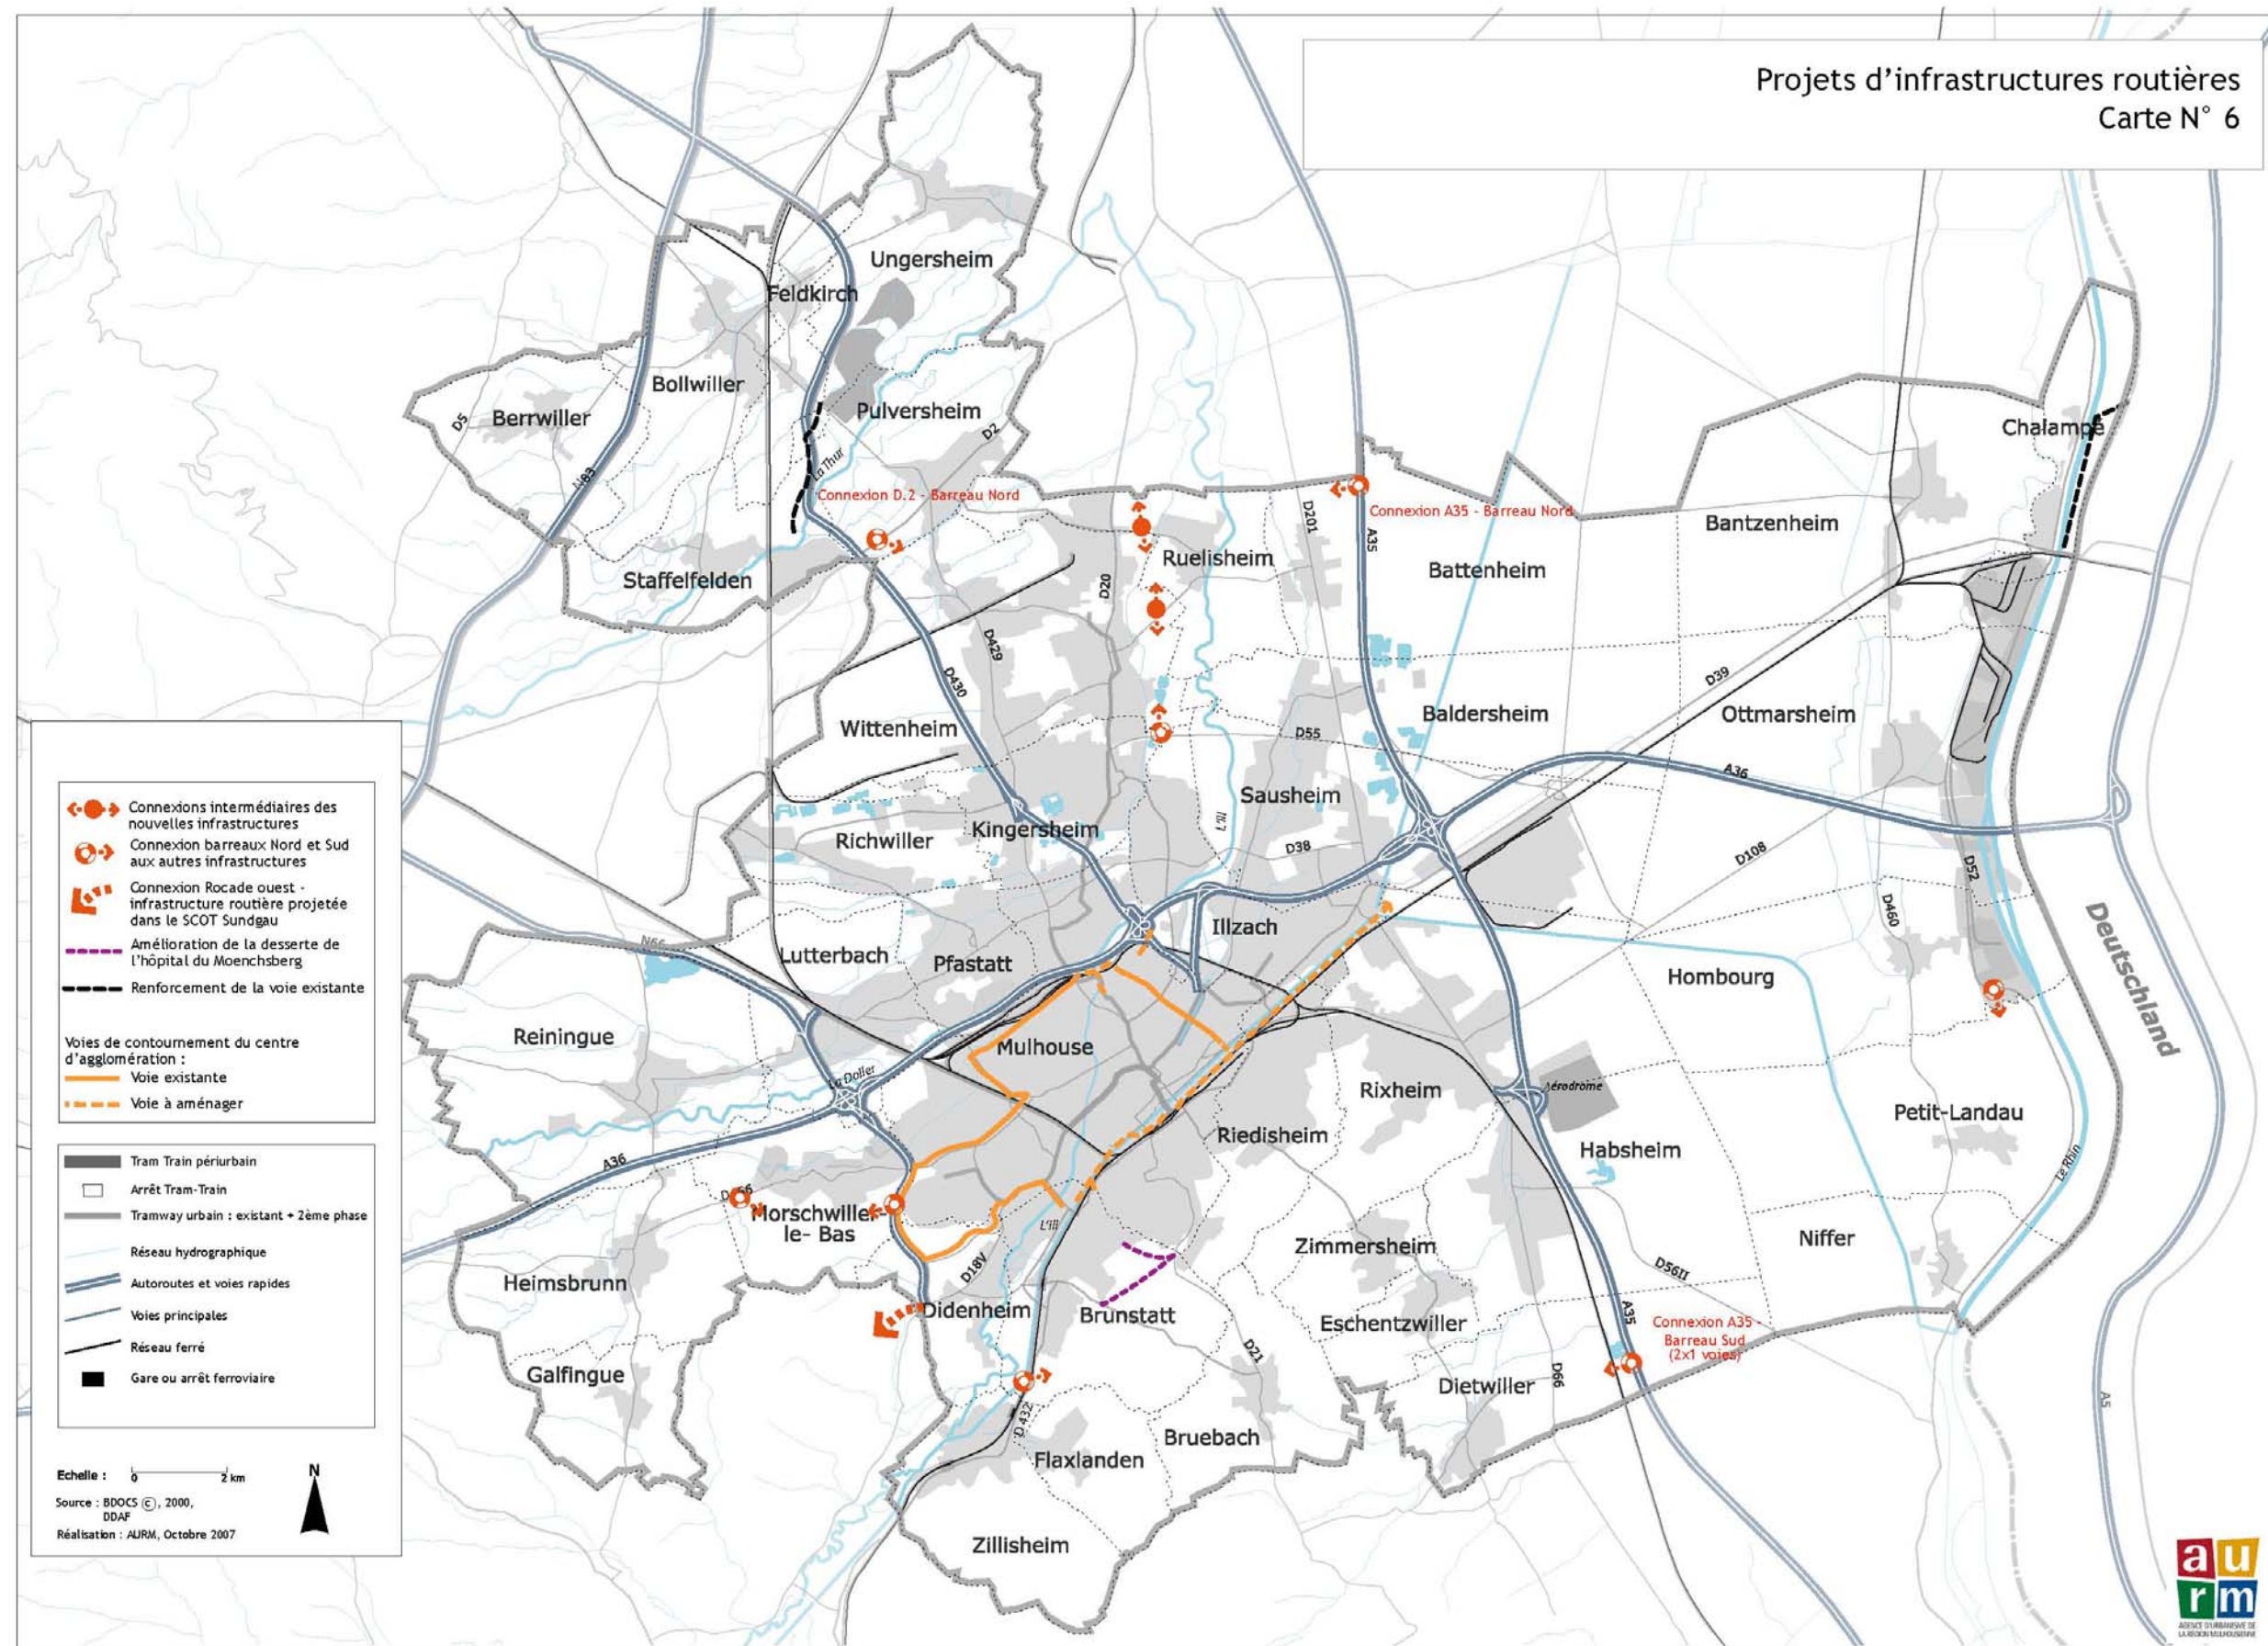 Projets d'infrastructures routières
Carte N° 6
Ungersheim
Feldkirch
Bollwiller
Berrwiller
D5
N83
Pulversheim
D2
La Thur
Chalampé
Connexion D.2 - Barreau Nord
Connexion A35 - Barreau Nord
D201
A35
Bantzenheim
Ruelisheim
Battenheim
Staffelfelden
D20
D429
D430
D39
Wittenheim
Baldersheim
Ottmarsheim
D55
A36
Sausheim
L'Ill
Kingersheim
Richwiller
D38
D108
D52
D460
Deutschland
Illzach
N66
Lutterbach
Pfastatt
Hombourg
Reiningue
Mulhouse
La Doller
Rixheim
Aérodrome
Petit-Landau
Riedisheim
Habsheim
Le Rhin
A36
Morschwiller
le- Bas
L'Ill
Zimmersheim
Niffer
D56II
D18V
Heimsbrunn
Didenheim
Brunstatt
Eschentzwiller
A35
Connexion A35 -
Barreau Sud
(2x1 voies)
D21
D66
Galfingue
Dietwiller
A5
D 432
Bruebach
Flaxlanden
Zillisheim
Connexions intermédiaires des
nouvelles infrastructures
Connexion barreaux Nord et Sud
aux autres infrastructures
Connexion Rocade ouest -
infrastructure routière projetée
dans le SCOT Sundgau
Amélioration de la desserte de
l'hôpital du Moenchsberg
Renforcement de la voie existante
Voies de contournement du centre
d'agglomération :
Voie existante
Voie à aménager
Tram Train périurbain
Arrêt Tram-Train
Tramway urbain : existant + 2ème phase
Réseau hydrographique
Autoroutes et voies rapides
Voies principales
Réseau ferré
Gare ou arrêt ferroviaire
Echelle : 0 2 km
N
Source : BDOCS ©, 2000,
DDAF
Réalisation : AURM, Octobre 2007
au
rm
AGENCE D'URBANISME DE
LA RÉGION MULHOUSIENNE